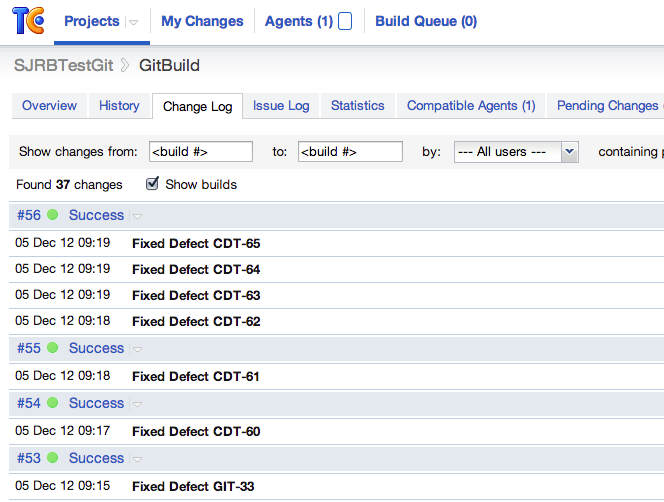 TC Projects My Changes Agents (1) Build Queue (0)
SJRBTestGit GitBuild
Overview History Change Log Issue Log Statistics Compatible Agents (1) Pending Changes
Show changes from: <build #> to: <build #> by: --- All users --- containing
Found 37 changes Show builds
#56 Success
05 Dec 12 09:19 Fixed Defect CDT-65
05 Dec 12 09:19 Fixed Defect CDT-64
05 Dec 12 09:19 Fixed Defect CDT-63
05 Dec 12 09:18 Fixed Defect CDT-62
#55 Success
05 Dec 12 09:18 Fixed Defect CDT-61
#54 Success
05 Dec 12 09:17 Fixed Defect CDT-60
#53 Success
05 Dec 12 09:15 Fixed Defect GIT-33